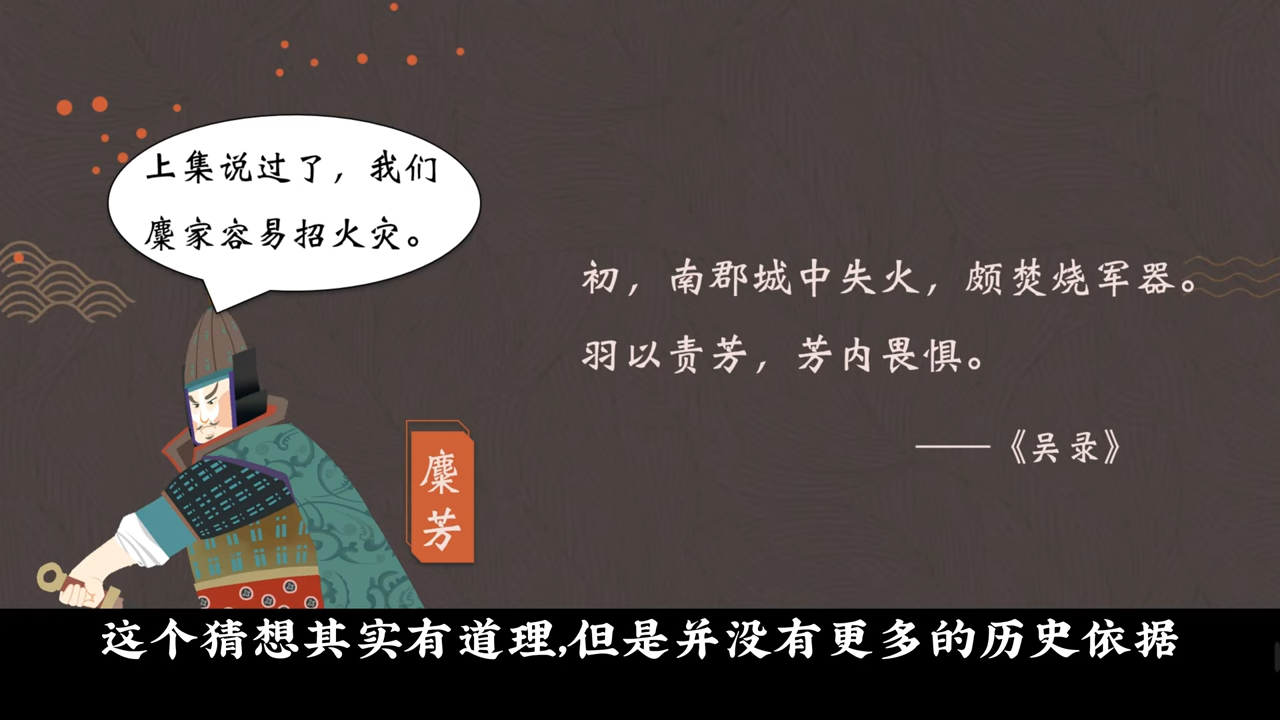 上集说过了，我们
麋家容易招火灾。
初，南郡城中失火，颇焚烧军器。
羽以责芳，芳内畏惧。
——《吴录》
麋芳
这个猜想其实有道理,但是并没有更多的历史依据